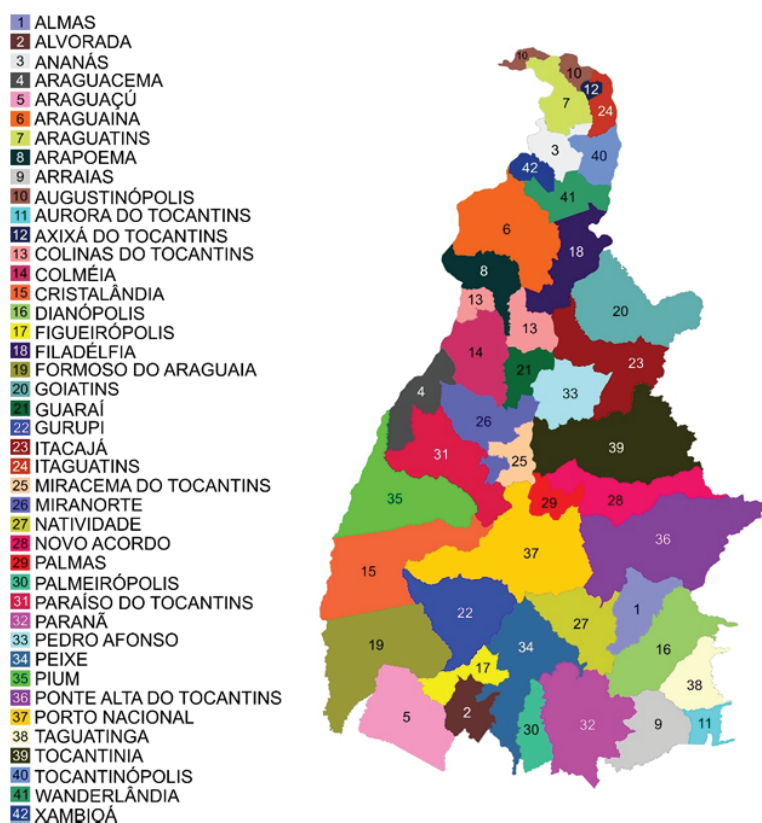 1 ALMAS
2 ALVORADA
3 ANANÁS
4 ARAGUACEMA
5 ARAGUAÇÚ
6 ARAGUAÍNA
7 ARAGUATINS
8 ARAPOEMA
9 ARRAIAS
10 AUGUSTINÓPOLIS
11 AURORA DO TOCANTINS
12 AXIXÁ DO TOCANTINS
13 COLINAS DO TOCANTINS
14 COLMÉIA
15 CRISTALÂNDIA
16 DIANÓPOLIS
17 FIGUEIRÓPOLIS
18 FILADÉLFIA
19 FORMOSO DO ARAGUAIA
20 GOIATINS
21 GUARAÍ
22 GURUPI
23 ITACAJÁ
24 ITAGUATINS
25 MIRACEMA DO TOCANTINS
26 MIRANORTE
27 NATIVIDADE
28 NOVO ACORDO
29 PALMAS
30 PALMEIRÓPOLIS
31 PARAÍSO DO TOCANTINS
32 PARANÃ
33 PEDRO AFONSO
34 PEIXE
35 PIUM
36 PONTE ALTA DO TOCANTINS
37 PORTO NACIONAL
38 TAGUATINGA
39 TOCANTINIA
40 TOCANTINÓPOLIS
41 WANDERLÂNDIA
42 XAMBIOÁ
10
10
12
7
24
3
40
42
41
6
18
8
13
13
20
14
21
23
4
33
26
31
25
39
35
29
28
37
36
15
22
27
1
19
34
16
17
38
5
2
30
32
9
11